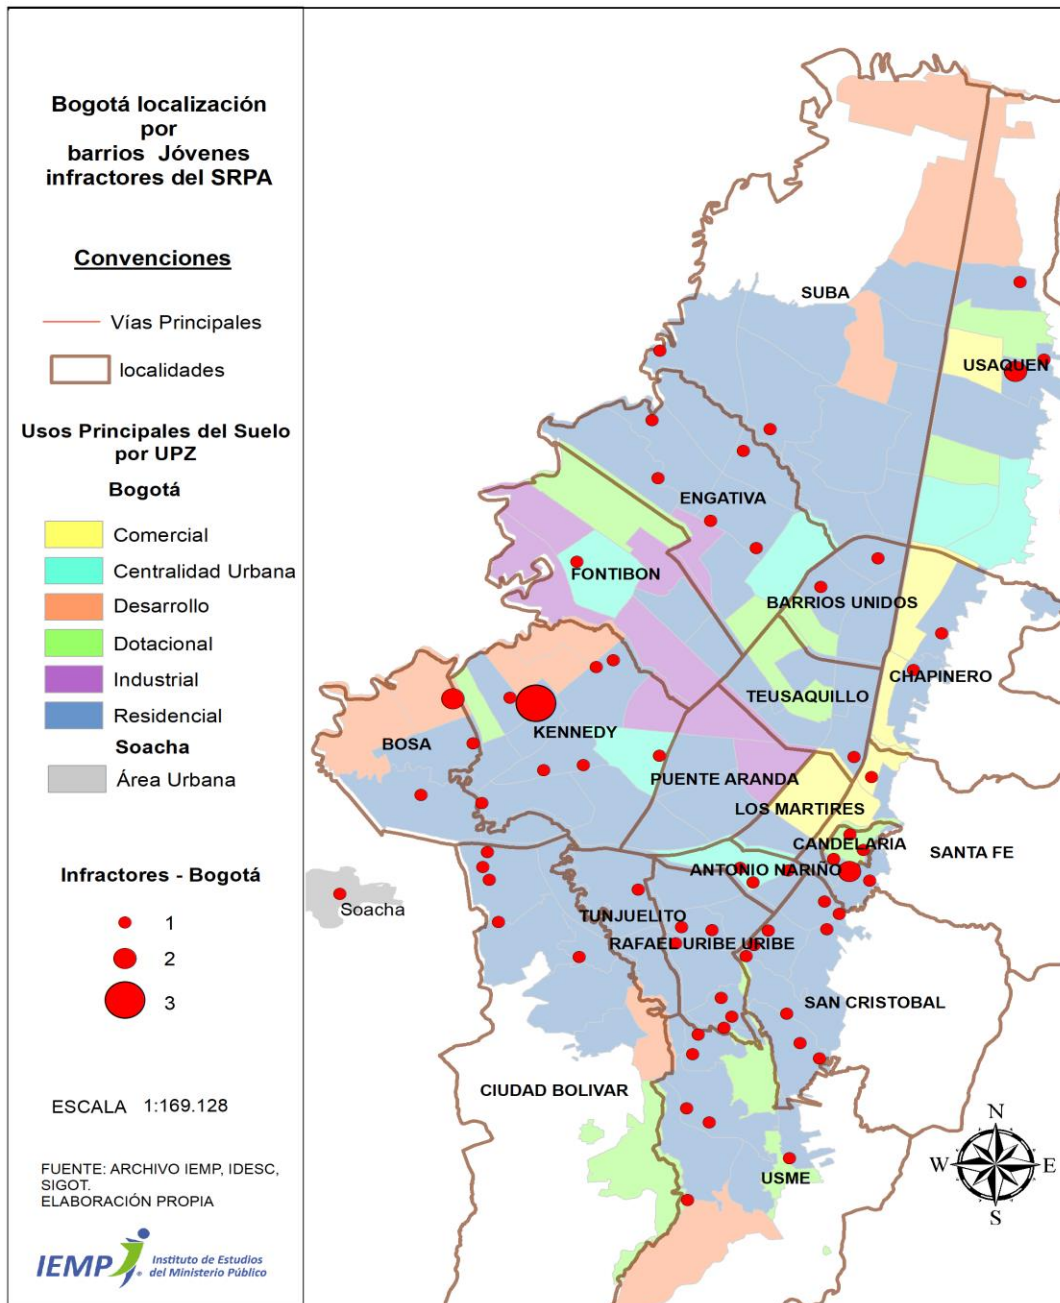 Bogotá localización
por
barrios Jóvenes
infractores del SRPA
Convenciones
Vías Principales
localidades
Usos Principales del Suelo
por UPZ
Bogotá
Comercial
Centralidad Urbana
Desarrollo
Dotacional
Industrial
Residencial
Soacha
Área Urbana
Infractores - Bogotá
1
2
3
ESCALA 1:169.128
FUENTE: ARCHIVO IEMP, IDESC,
SIGOT.
ELABORACIÓN PROPIA
IEMP
Instituto de Estudios
del Ministerio Público
SUBA
USAQUEN
ENGATIVA
FONTIBON
BARRIOS UNIDOS
CHAPINERO
TEUSAQUILLO
KENNEDY
BOSA
PUENTE ARANDA
LOS MARTIRES
CANDELARIA
SANTA FE
ANTONIO NARIÑO
Soacha
TUNJUELITO
RAFAEL URIBE URIBE
SAN CRISTOBAL
CIUDAD BOLIVAR
USME
N
W
E
S